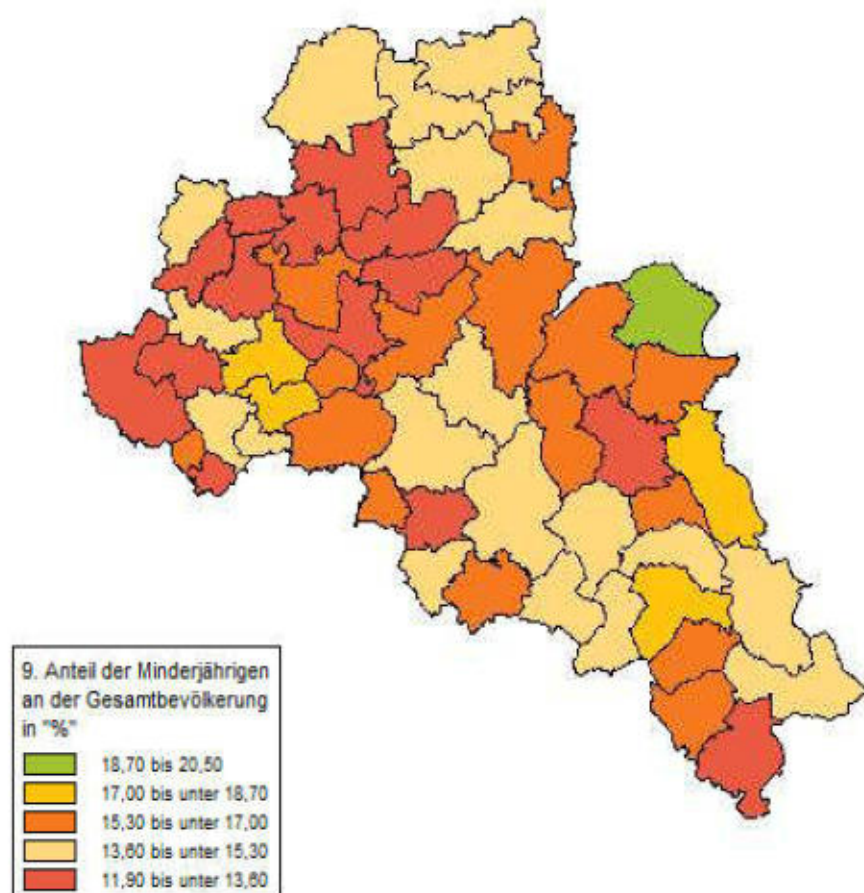 9. Anteil der Minderjährigen
an der Gesamtbevölkerung
in "%"
18,70 bis 20,50
17,00 bis unter 18,70
15,30 bis unter 17,00
13,60 bis unter 15,30
11,90 bis unter 13,60